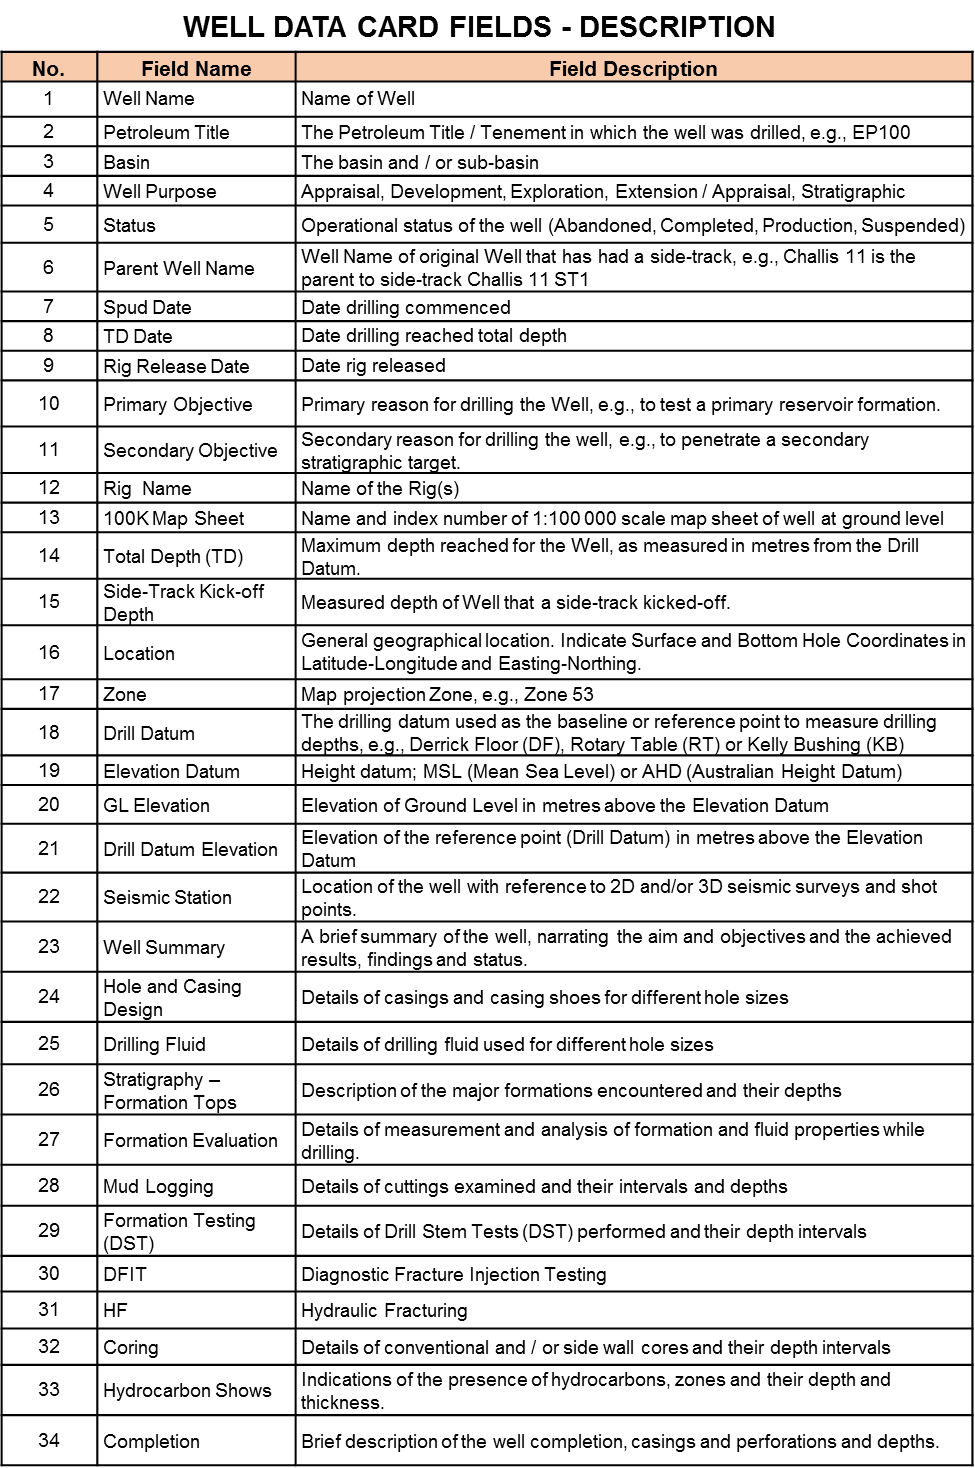 WELL DATA CARD FIELDS - DESCRIPTION
No. Field Name Field Description
1 Well Name Name of Well
2 Petroleum Title The Petroleum Title / Tenement in which the well was drilled, e.g., EP100
3 Basin The basin and / or sub-basin
4 Well Purpose Appraisal, Development, Exploration, Extension / Appraisal, Stratigraphic
5 Status Operational status of the well (Abandoned, Completed, Production, Suspended)
6 Parent Well Name Well Name of original Well that has had a side-track, e.g., Challis 11 is the
parent to side-track Challis 11 ST1
7 Spud Date Date drilling commenced
8 TD Date Date drilling reached total depth
9 Rig Release Date Date rig released
10 Primary Objective Primary reason for drilling the Well, e.g., to test a primary reservoir formation.
11 Secondary Objective Secondary reason for drilling the well, e.g., to penetrate a secondary
stratigraphic target.
12 Rig Name Name of the Rig(s)
13 100K Map Sheet Name and index number of 1:100 000 scale map sheet of well at ground level
14 Total Depth (TD) Maximum depth reached for the Well, as measured in metres from the Drill
Datum.
15 Side-Track Kick-off
Depth Measured depth of Well that a side-track kicked-off.
16 Location General geographical location. Indicate Surface and Bottom Hole Coordinates in
Latitude-Longitude and Easting-Northing.
17 Zone Map projection Zone, e.g., Zone 53
18 Drill Datum The drilling datum used as the baseline or reference point to measure drilling
depths, e.g., Derrick Floor (DF), Rotary Table (RT) or Kelly Bushing (KB)
19 Elevation Datum Height datum; MSL (Mean Sea Level) or AHD (Australian Height Datum)
20 GL Elevation Elevation of Ground Level in metres above the Elevation Datum
21 Drill Datum Elevation Elevation of the reference point (Drill Datum) in metres above the Elevation
Datum
22 Seismic Station Location of the well with reference to 2D and/or 3D seismic surveys and shot
points.
23 Well Summary A brief summary of the well, narrating the aim and objectives and the achieved
results, findings and status.
24 Hole and Casing
Design Details of casings and casing shoes for different hole sizes
25 Drilling Fluid Details of drilling fluid used for different hole sizes
26 Stratigraphy –
Formation Tops Description of the major formations encountered and their depths
27 Formation Evaluation Details of measurement and analysis of formation and fluid properties while
drilling.
28 Mud Logging Details of cuttings examined and their intervals and depths
29 Formation Testing
(DST) Details of Drill Stem Tests (DST) performed and their depth intervals
30 DFIT Diagnostic Fracture Injection Testing
31 HF Hydraulic Fracturing
32 Coring Details of conventional and / or side wall cores and their depth intervals
33 Hydrocarbon Shows Indications of the presence of hydrocarbons, zones and their depth and
thickness.
34 Completion Brief description of the well completion, casings and perforations and depths.